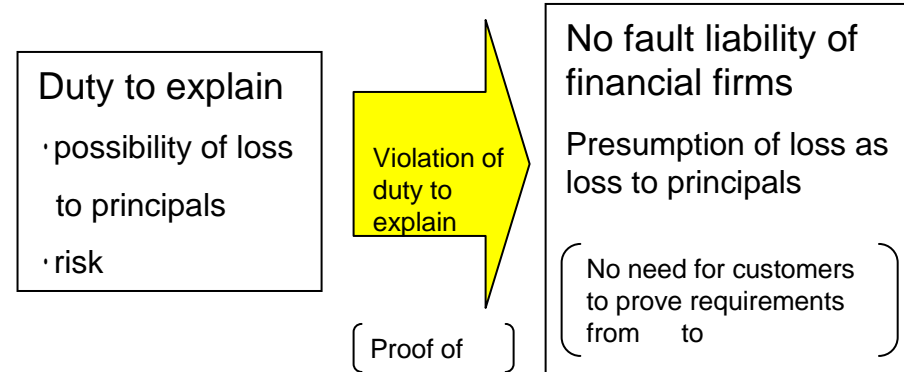 Duty to explain
・possibility of loss
to principals
・risk
Violation of
duty to
explain
Proof of
No fault liability of
financial firms
Presumption of loss as
loss to principals
No need for customers
to prove requirements
from to